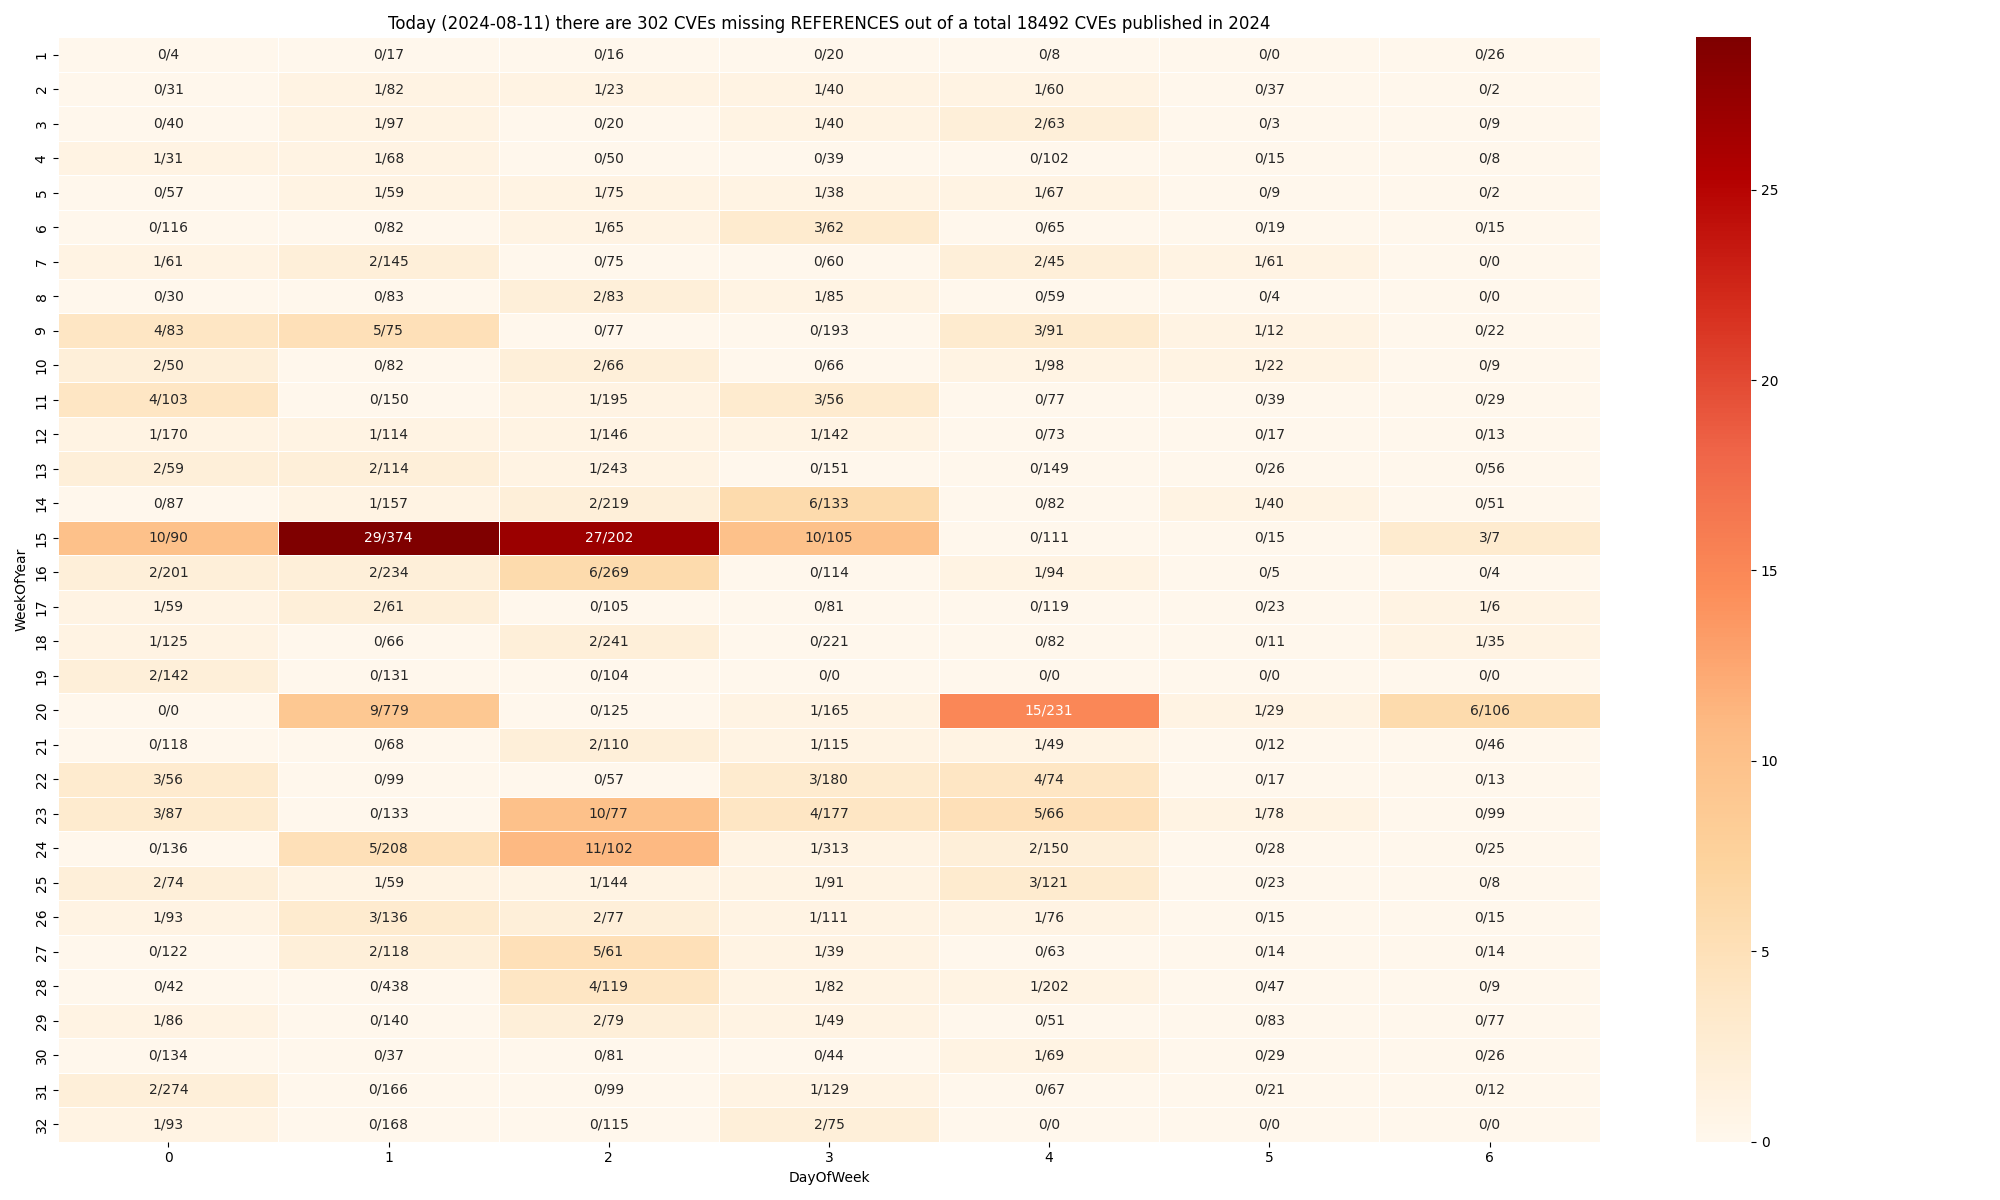 Today (2024-08-11) there are 302 CVEs missing REFERENCES out of a total 18492 CVEs published in 2024
1 0/4 0/17 0/16 0/20 0/8 0/0 0/26
2 0/31 1/82 1/23 1/40 1/60 0/37 0/2
3 0/40 1/97 0/20 1/40 2/63 0/3 0/9
4 1/31 1/68 0/50 0/39 0/102 0/15 0/8
5 0/57 1/59 1/75 1/38 1/67 0/9 0/2
6 0/116 0/82 1/65 3/62 0/65 0/19 0/15
7 1/61 2/145 0/75 0/60 2/45 1/61 0/0
8 0/30 0/83 2/83 1/85 0/59 0/4 0/0
9 4/83 5/75 0/77 0/193 3/91 1/12 0/22
10 2/50 0/82 2/66 0/66 1/98 1/22 0/9
11 4/103 0/150 1/195 3/56 0/77 0/39 0/29
12 1/170 1/114 1/146 1/142 0/73 0/17 0/13
13 2/59 2/114 1/243 0/151 0/149 0/26 0/56
14 0/87 1/157 2/219 6/133 0/82 1/40 0/51
15 10/90 29/374 27/202 10/105 0/111 0/15 3/7
16 2/201 2/234 6/269 0/114 1/94 0/5 0/4
17 1/59 2/61 0/105 0/81 0/119 0/23 1/6
18 1/125 0/66 2/241 0/221 0/82 0/11 1/35
19 2/142 0/131 0/104 0/0 0/0 0/0 0/0
20 0/0 9/779 0/125 1/165 15/231 1/29 6/106
21 0/118 0/68 2/110 1/115 1/49 0/12 0/46
22 3/56 0/99 0/57 3/180 4/74 0/17 0/13
23 3/87 0/133 10/77 4/177 5/66 1/78 0/99
24 0/136 5/208 11/102 1/313 2/150 0/28 0/25
25 2/74 1/59 1/144 1/91 3/121 0/23 0/8
26 1/93 3/136 2/77 1/111 1/76 0/15 0/15
27 0/122 2/118 5/61 1/39 0/63 0/14 0/14
28 0/42 0/438 4/119 1/82 1/202 0/47 0/9
29 1/86 0/140 2/79 1/49 0/51 0/83 0/77
30 0/134 0/37 0/81 0/44 1/69 0/29 0/26
31 2/274 0/166 0/99 1/129 0/67 0/21 0/12
32 1/93 0/168 0/115 2/75 0/0 0/0 0/0
0 1 2 3 4 5 6
DayOfWeek
WeekOfYear
25
20
15
10
5
0